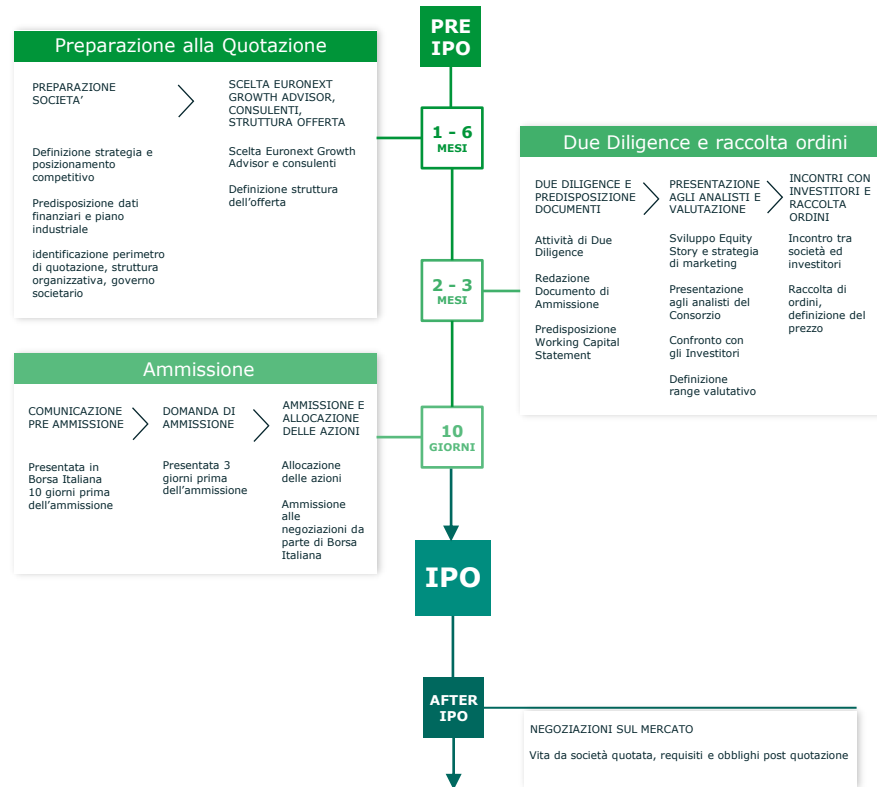 PRE
IPO
Preparazione alla Quotazione
PREPARAZIONE
SOCIETA’
Definizione strategia e
posizionamento
competitivo
Predisposizione dati
finanziari e piano
industriale
identificazione perimetro
di quotazione, struttura
organizzativa, governo
societario
SCELTA EURONEXT
GROWTH ADVISOR,
CONSULENTI,
STRUTTURA OFFERTA
Scelta Euronext Growth
Advisor e consulenti
Definizione struttura
dell’offerta
1 - 6
MESI
Due Diligence e raccolta ordini
DUE DILIGENCE E
PREDISPOSIZIONE
DOCUMENTI
Attività di Due
Diligence
Redazione
Documento di
Ammissione
Predisposizione
Working Capital
Statement
PRESENTAZIONE
AGLI ANALISTI E
VALUTAZIONE
Sviluppo Equity
Story e strategia
di marketing
Presentazione
agli analisti del
Consorzio
Confronto con
gli Investitori
Definizione
range valutativo
INCONTRI CON
INVESTITORI E
RACCOLTA
ORDINI
Incontro tra
società ed
investitori
Raccolta di
ordini,
definizione del
prezzo
2 - 3
MESI
Ammissione
COMUNICAZIONE
PRE AMMISSIONE
Presentata in
Borsa Italiana
10 giorni prima
dell’ammissione
DOMANDA DI
AMMISSIONE
Presentata 3
giorni prima
dell’ammissione
AMMISSIONE E
ALLOCAZIONE
DELLE AZIONI
Allocazione
delle azioni
Ammissione
alle
negoziazioni da
parte di Borsa
Italiana
10
GIORNI
IPO
AFTER
IPO
NEGOZIAZIONI SUL MERCATO
Vita da società quotata, requisiti e obblighi post quotazione